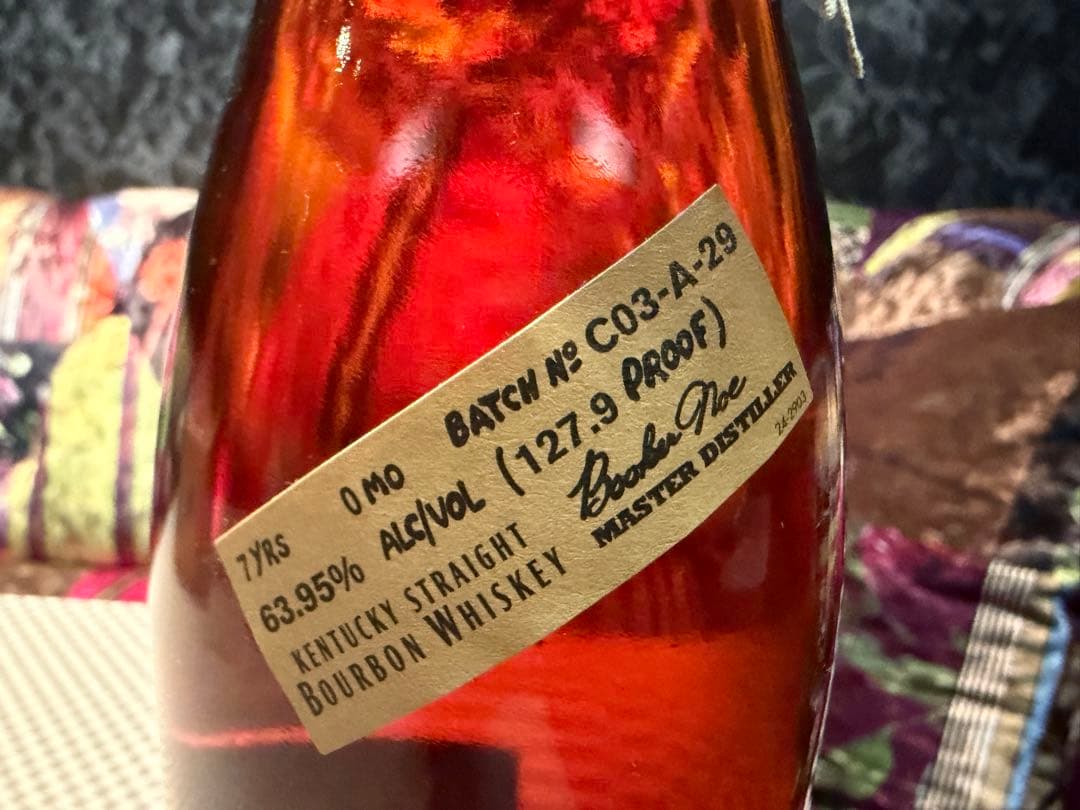 7 YRS 0 MO BATCH Nº C03-A-29
63.95% ALC/VOL (127.9 PROOF)
KENTUCKY STRAIGHT
BOURBON WHISKEY
Booker Noe
MASTER DISTILLER
24-2903